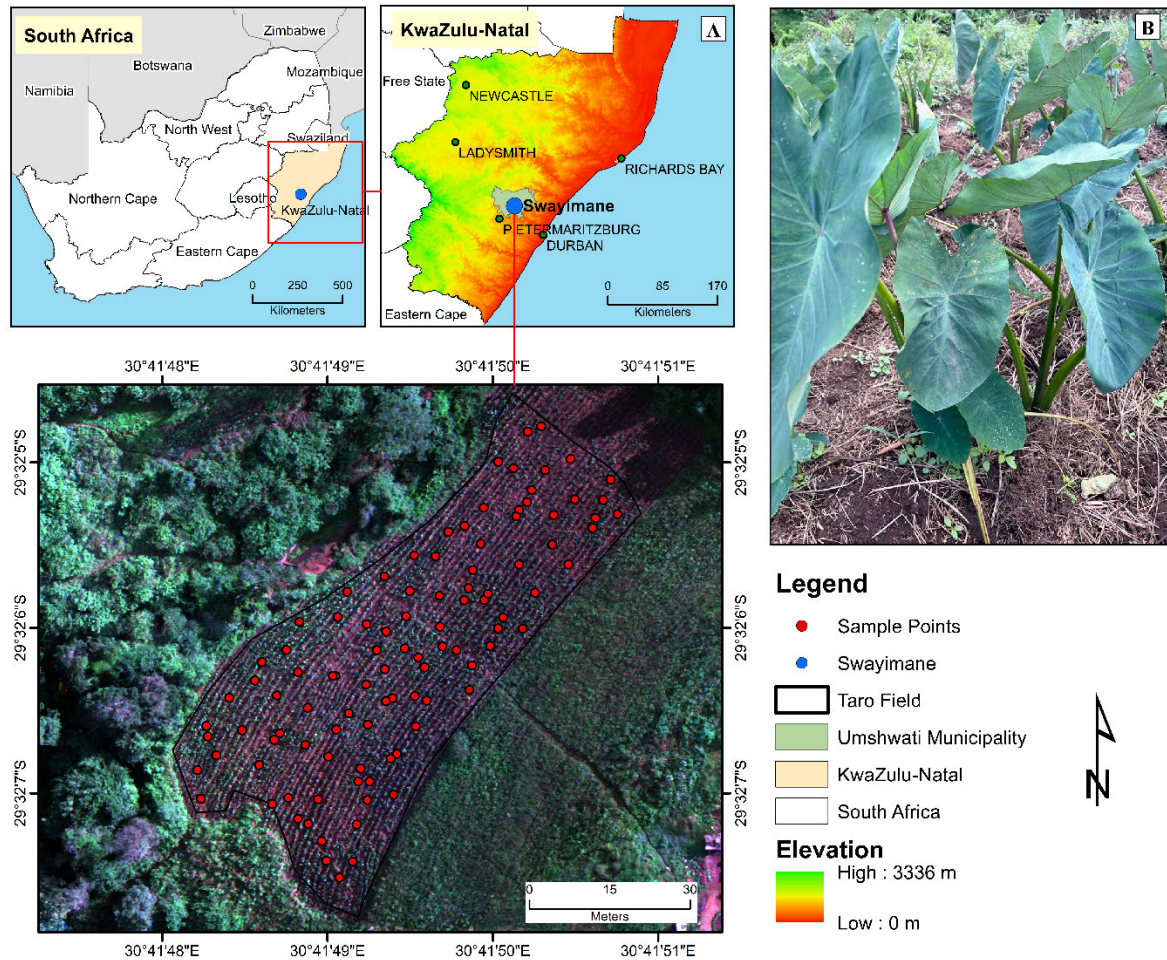 South Africa
Zimbabwe
Botswana
Mozambique
Namibia
North West
Swaziland
Northern Cape
Lesotho
KwaZulu-Natal
Eastern Cape
0 250 500
Kilometers
KwaZulu-Natal
A
Free State
NEWCASTLE
LADYSMITH
RICHARDS BAY
Swayimane
PIETERMARITZBURG
DURBAN
0 85 170
Kilometers
Eastern Cape
B
30°41'48"E 30°41'49"E 30°41'50"E 30°41'51"E
29°32'5"S 29°32'5"S
29°32'6"S 29°32'6"S
29°32'7"S 29°32'7"S
0 15 30
Meters
30°41'48"E 30°41'49"E 30°41'50"E 30°41'51"E
Legend
Sample Points
Swayimane
Taro Field
Umshwati Municipality
KwaZulu-Natal
South Africa
N
Elevation
High : 3336 m
Low : 0 m